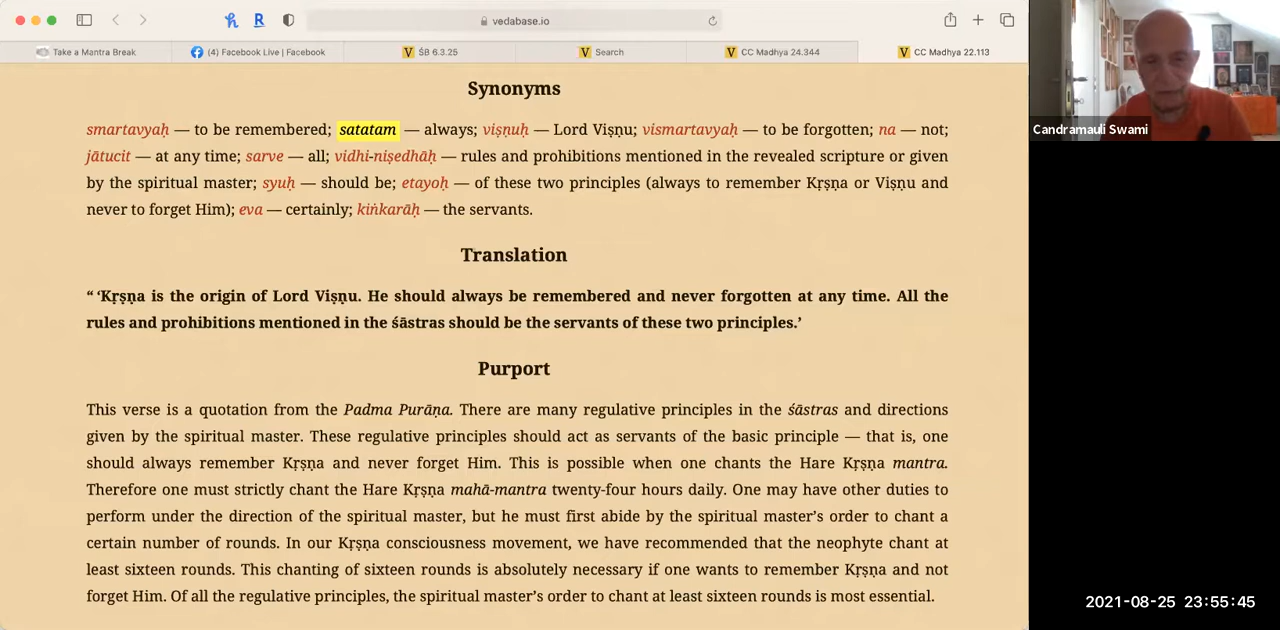 vedabase.io
Take a Mantra Break
(4) Facebook Live | Facebook
ŚB 6.3.25
Search
CC Madhya 24.344
CC Madhya 22.113
Synonyms
smartavyaḥ — to be remembered; satatam — always; viṣṇuḥ — Lord Viṣṇu; vismartavyaḥ — to be forgotten; na — not;
jātucit — at any time; sarve — all; vidhi-niṣedhāḥ — rules and prohibitions mentioned in the revealed scripture or given
by the spiritual master; syuḥ — should be; etayoḥ — of these two principles (always to remember Kṛṣṇa or Viṣṇu and
never to forget Him); eva — certainly; kiṅkarāḥ — the servants.
Translation
“ ‘Kṛṣṇa is the origin of Lord Viṣṇu. He should always be remembered and never forgotten at any time. All the
rules and prohibitions mentioned in the śāstras should be the servants of these two principles.’
Purport
This verse is a quotation from the Padma Purāṇa. There are many regulative principles in the śāstras and directions
given by the spiritual master. These regulative principles should act as servants of the basic principle — that is, one
should always remember Kṛṣṇa and never forget Him. This is possible when one chants the Hare Kṛṣṇa mantra.
Therefore one must strictly chant the Hare Kṛṣṇa mahā-mantra twenty-four hours daily. One may have other duties to
perform under the direction of the spiritual master, but he must first abide by the spiritual master’s order to chant a
certain number of rounds. In our Kṛṣṇa consciousness movement, we have recommended that the neophyte chant at
least sixteen rounds. This chanting of sixteen rounds is absolutely necessary if one wants to remember Kṛṣṇa and not
forget Him. Of all the regulative principles, the spiritual master’s order to chant at least sixteen rounds is most essential.
Candramauli Swami
2021-08-25 23:55:45